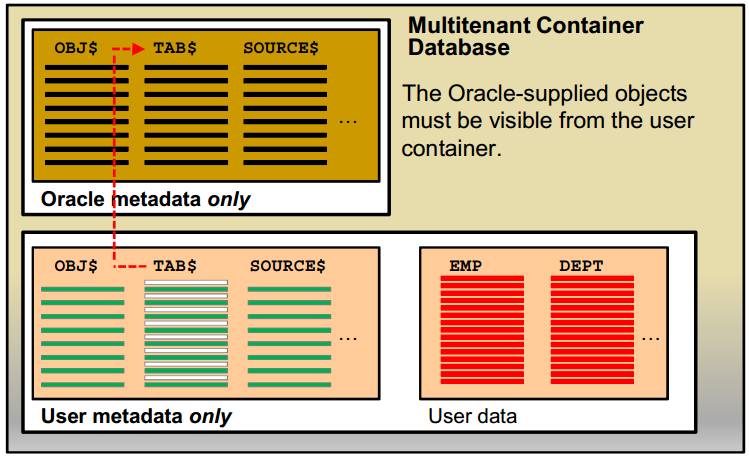 Multitenant Container
Database
The Oracle-supplied objects
must be visible from the user
container.
OBJ$ TAB$ SOURCE$
...
Oracle metadata only
OBJ$ TAB$ SOURCE$
...
User metadata only
EMP DEPT
...
User data